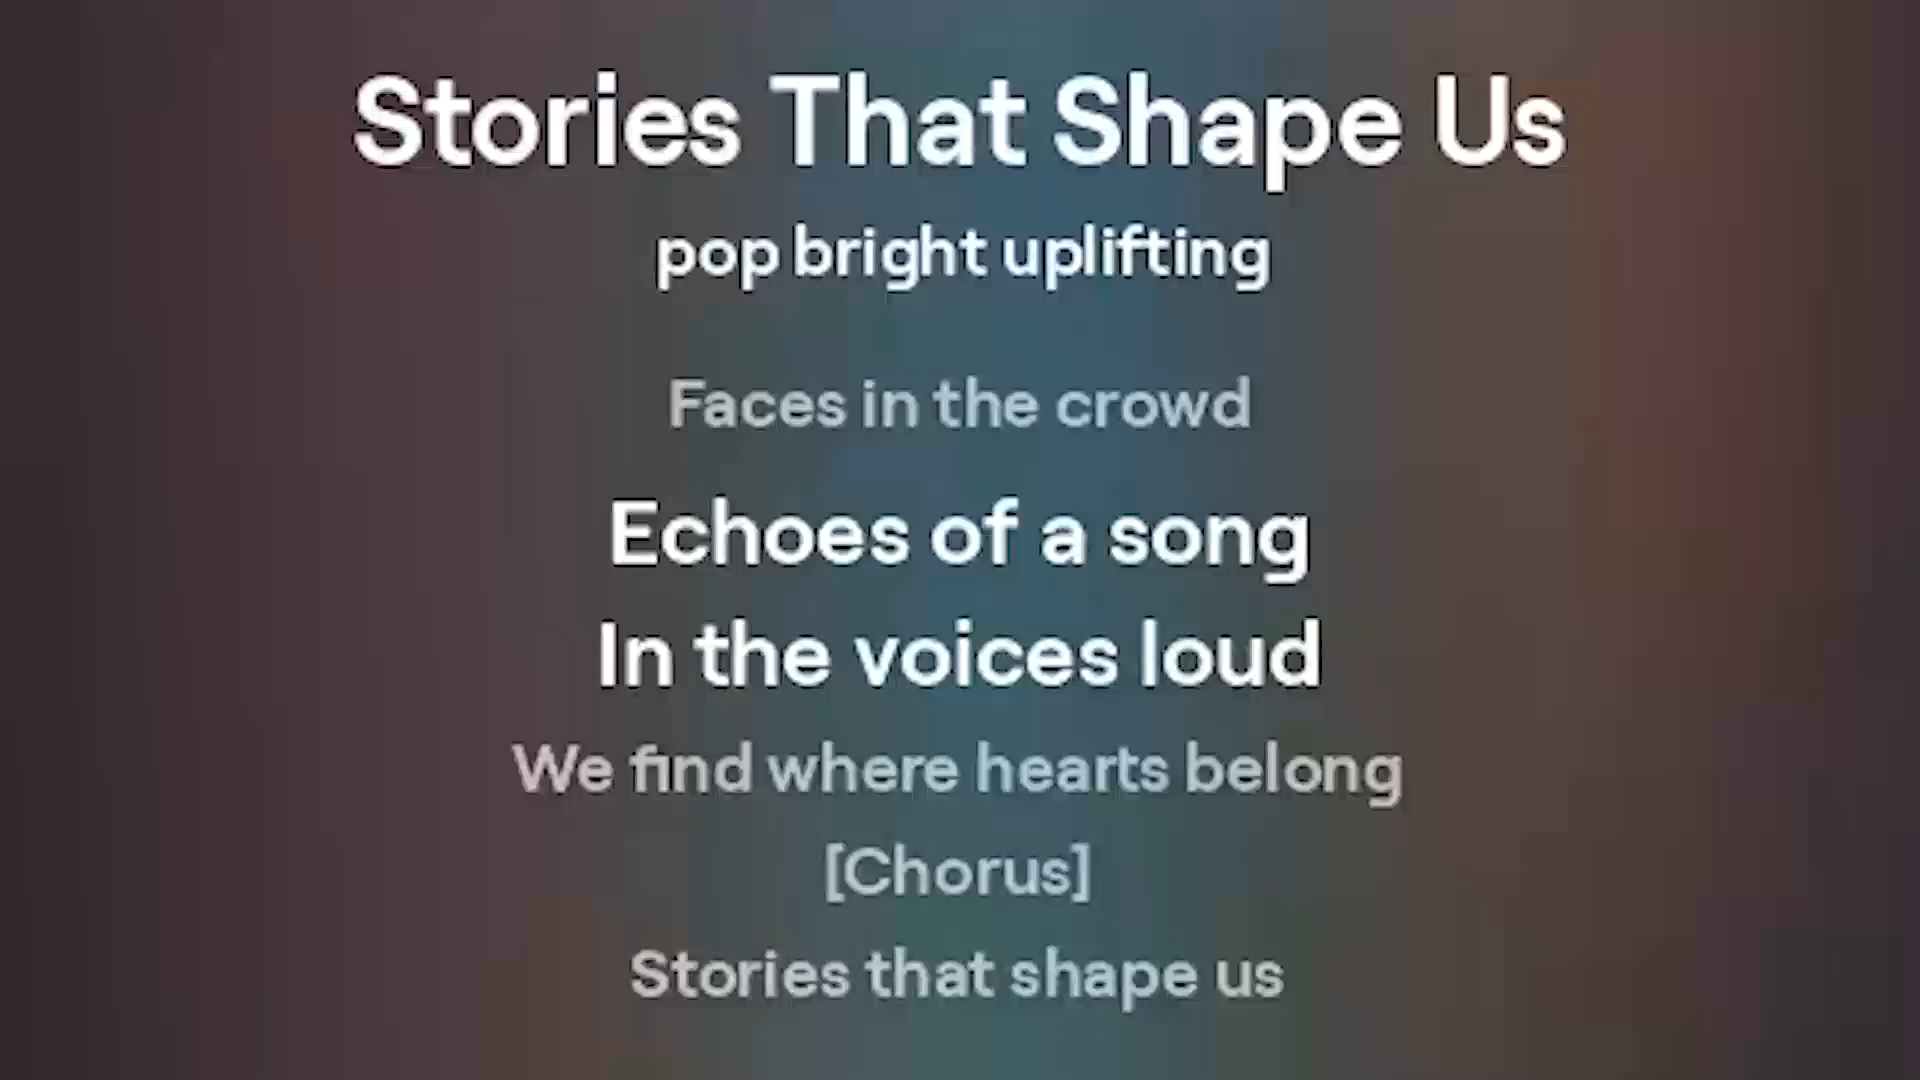 Stories That Shape Us
pop bright uplifting
Faces in the crowd
Echoes of a song
In the voices loud
We find where hearts belong
[Chorus]
Stories that shape us